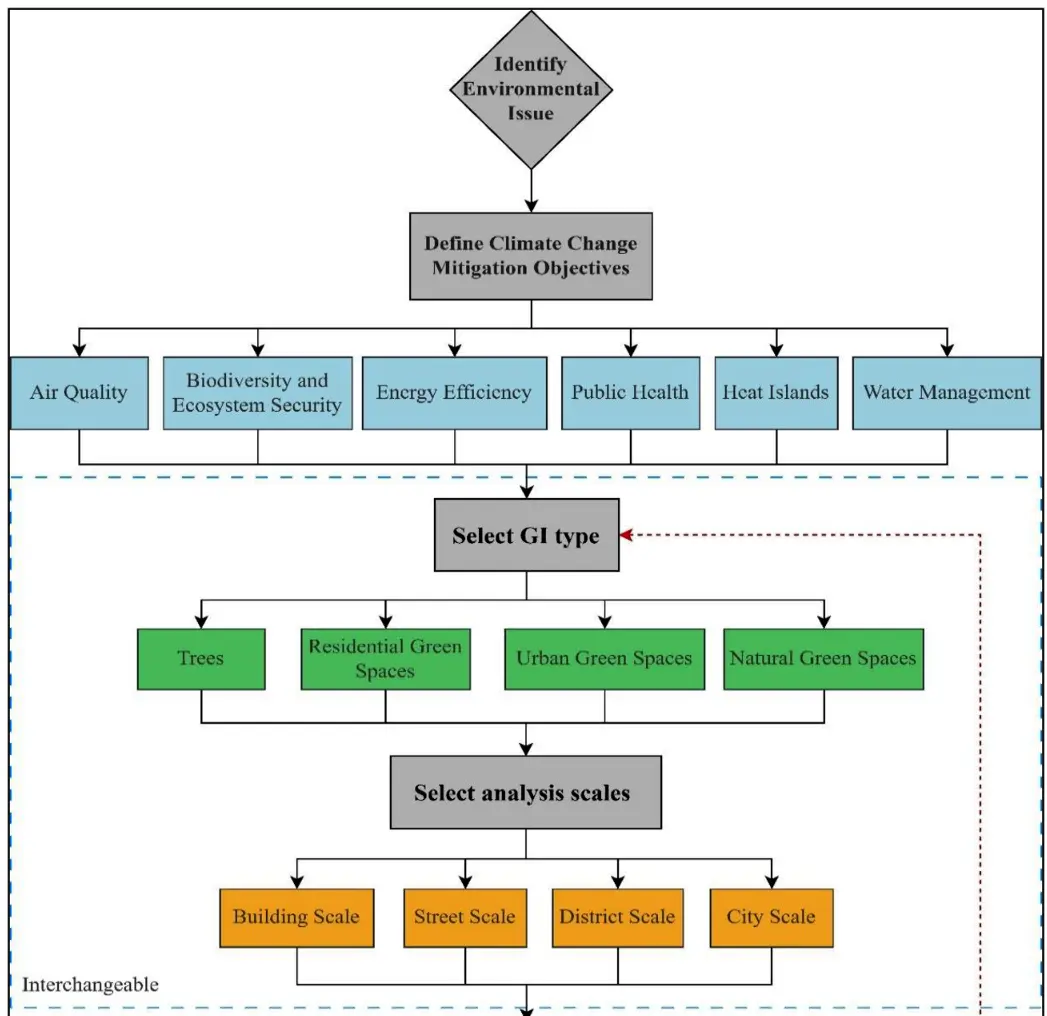 Identify
Environmental
Issue
Define Climate Change
Mitigation Objectives
Air Quality
Biodiversity and
Ecosystem Security
Energy Efficiency
Public Health
Heat Islands
Water Management
Select GI type
Trees
Residential Green
Spaces
Urban Green Spaces
Natural Green Spaces
Select analysis scales
Building Scale
Street Scale
District Scale
City Scale
Interchangeable